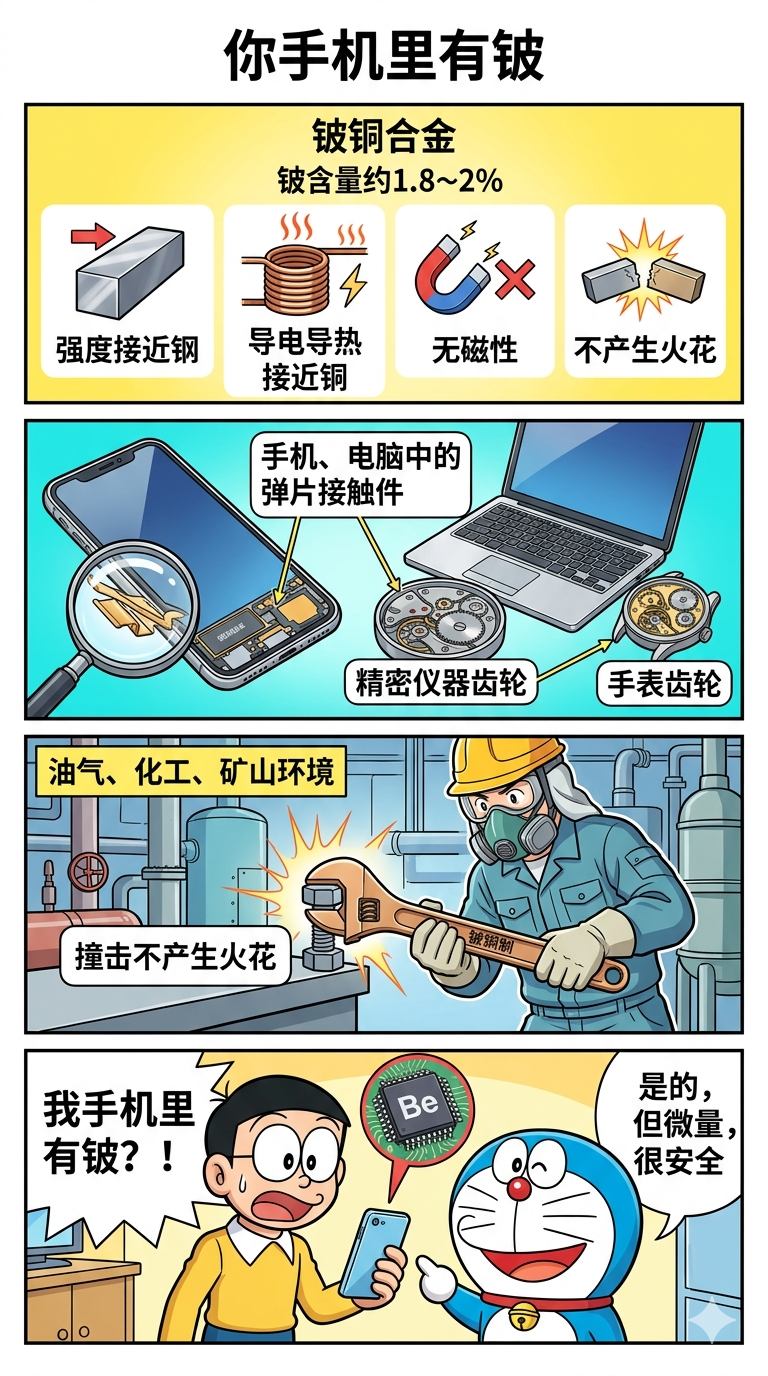 你手机里有铍
铍铜合金
铍含量约1.8~2%
强度接近钢
导电导热
接近铜
无磁性
不产生火花
手机、电脑中的
弹片接触件
精密仪器齿轮
手表齿轮
油气、化工、矿山环境
撞击不产生火花
我手机里
有铍？！
Be
是的，
但微量，
很安全